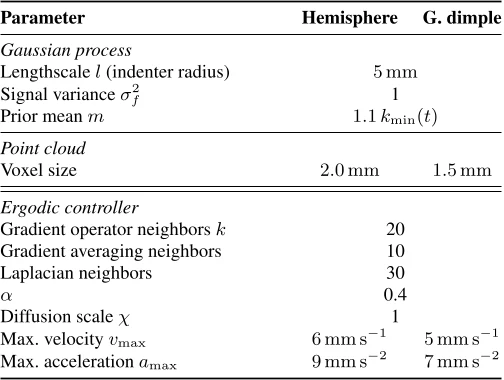 Parameter Hemisphere G. dimple
Gaussian process
Lengthscale l (indenter radius) 5 mm
Signal variance σ_f^2 1
Prior mean m 1.1 k_min(t)
Point cloud
Voxel size 2.0 mm 1.5 mm
Ergodic controller
Gradient operator neighbors k 20
Gradient averaging neighbors 10
Laplacian neighbors 30
α 0.4
Diffusion scale χ 1
Max. velocity v_max 6 mm s^−1 5 mm s^−1
Max. acceleration a_max 9 mm s^−2 7 mm s^−2